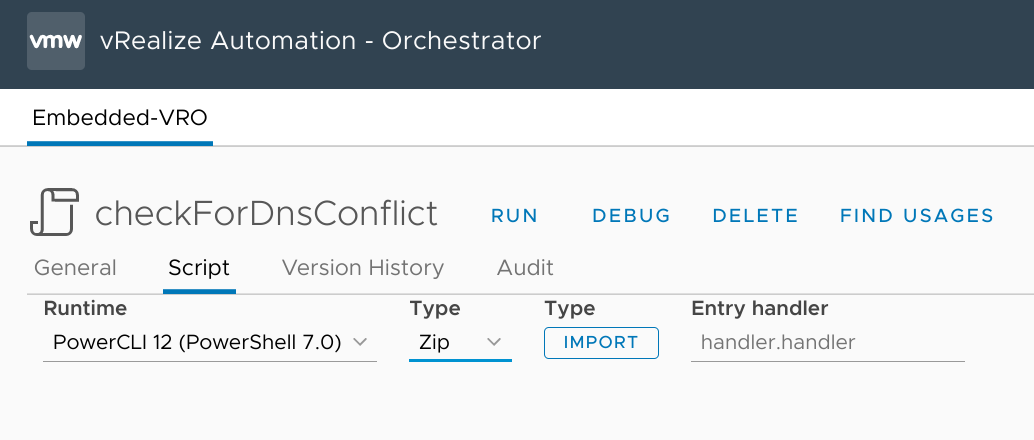 vmw vRealize Automation - Orchestrator
Embedded-VRO
checkForDnsConflict RUN DEBUG DELETE FIND USAGES
General Script Version History Audit
Runtime Type Type Entry handler
PowerCLI 12 (PowerShell 7.0) Zip IMPORT handler.handler